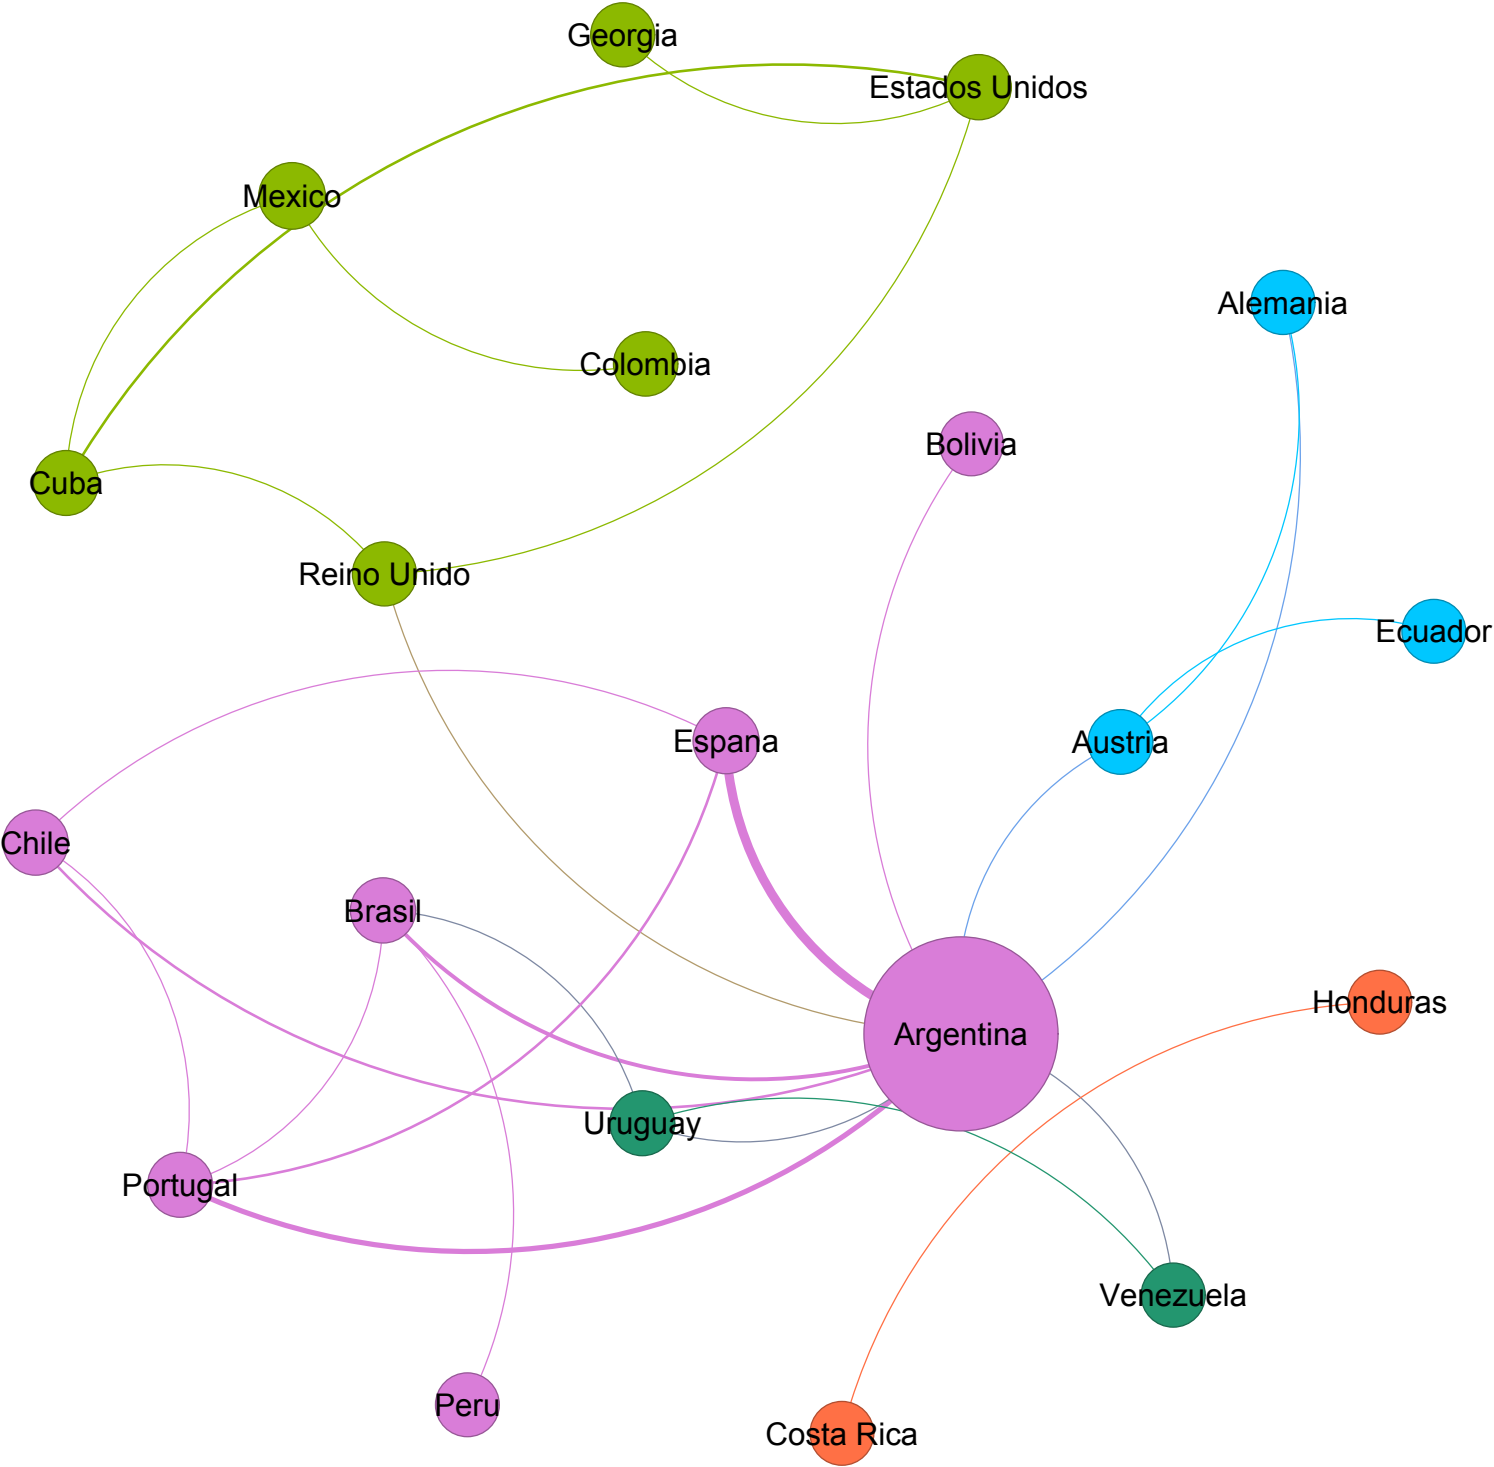 Georgia
Estados Unidos
Mexico
Alemania
Colombia
Bolivia
Cuba
Reino Unido
Ecuador
Espana
Austria
Chile
Brasil
Honduras
Argentina
Uruguay
Portugal
Venezuela
Peru
Costa Rica